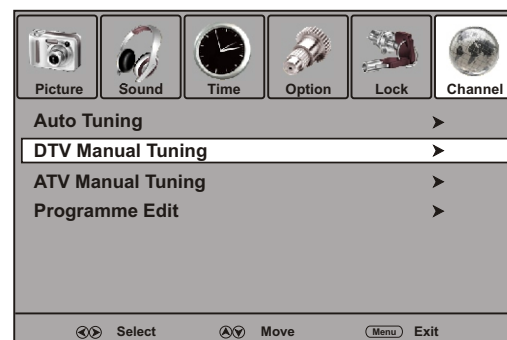 Picture Sound Time Option Lock Channel
Auto Tuning
DTV Manual Tuning
ATV Manual Tuning
Programme Edit
Select Move Menu Exit